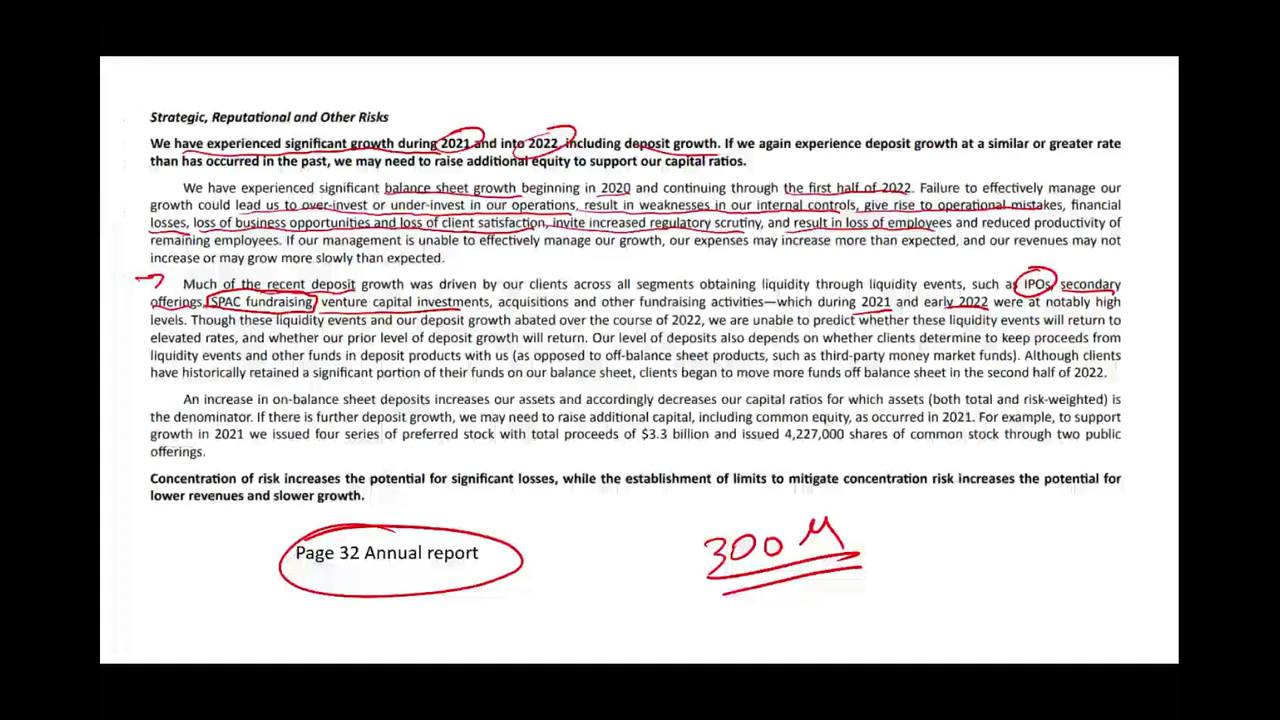 Strategic, Reputational and Other Risks
We have experienced significant growth during 2021 and into 2022, including deposit growth. If we again experience deposit growth at a similar or greater rate
than has occurred in the past, we may need to raise additional equity to support our capital ratios.
We have experienced significant balance sheet growth beginning in 2020 and continuing through the first half of 2022. Failure to effectively manage our
growth could lead us to over-invest or under-invest in our operations, result in weaknesses in our internal controls, give rise to operational mistakes, financial
losses, loss of business opportunities and loss of client satisfaction, invite increased regulatory scrutiny, and result in loss of employees and reduced productivity of
remaining employees. If our management is unable to effectively manage our growth, our expenses may increase more than expected, and our revenues may not
increase or may grow more slowly than expected.
Much of the recent deposit growth was driven by our clients across all segments obtaining liquidity through liquidity events, such as IPOs, secondary
offerings, SPAC fundraising, venture capital investments, acquisitions and other fundraising activities—which during 2021 and early 2022 were at notably high
levels. Though these liquidity events and our deposit growth abated over the course of 2022, we are unable to predict whether these liquidity events will return to
elevated rates, and whether our prior level of deposit growth will return. Our level of deposits also depends on whether clients determine to keep proceeds from
liquidity events and other funds in deposit products with us (as opposed to off-balance sheet products, such as third-party money market funds). Although clients
have historically retained a significant portion of their funds on our balance sheet, clients began to move more funds off balance sheet in the second half of 2022.
An increase in on-balance sheet deposits increases our assets and accordingly decreases our capital ratios for which assets (both total and risk-weighted) is
the denominator. If there is further deposit growth, we may need to raise additional capital, including common equity, as occurred in 2021. For example, to support
growth in 2021 we issued four series of preferred stock with total proceeds of $3.3 billion and issued 4,227,000 shares of common stock through two public
offerings.
Concentration of risk increases the potential for significant losses, while the establishment of limits to mitigate concentration risk increases the potential for
lower revenues and slower growth.
Page 32 Annual report
300 M